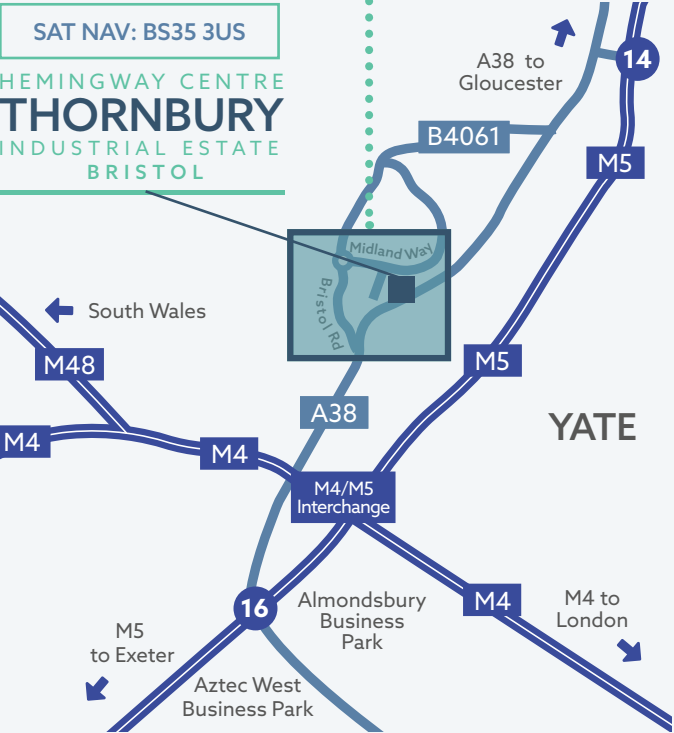 SAT NAV: BS35 3US
HEMINGWAY CENTRE
THORNBURY
INDUSTRIAL ESTATE
BRISTOL
A38 to
Gloucester
14
B4061
M5
Midland Way
Bristol Rd
South Wales
M48
M5
A38
YATE
M4
M4
M4/M5
Interchange
16
Almondsbury
Business
Park
M4
M4 to
London
M5
to Exeter
Aztec West
Business Park